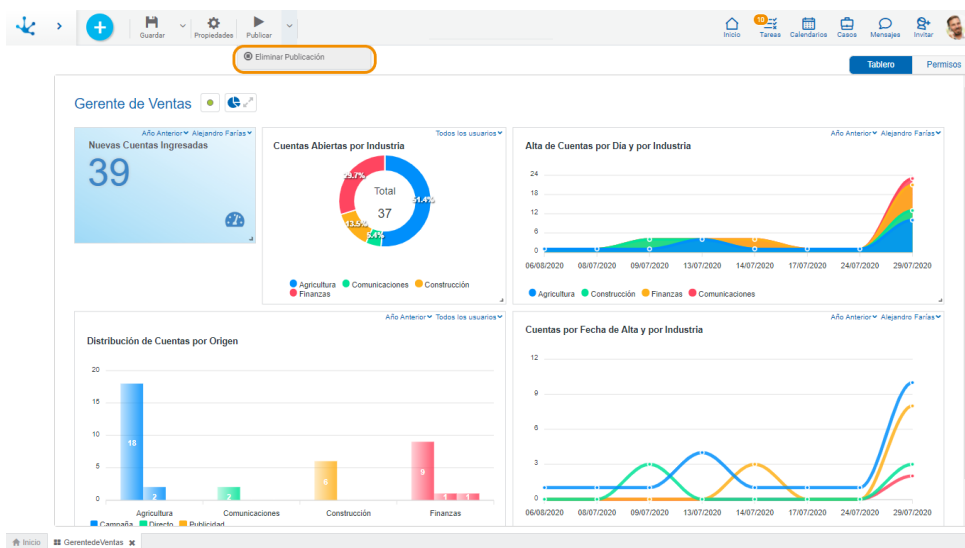 Guardar Propiedades Publicar
Inicio 10 Tareas Calendarios Casos Mensajes Invitar
Eliminar Publicación
Tablero Permisos
Gerente de Ventas
Año Anterior Alejandro Farías
Nuevas Cuentas Ingresadas
39
Todos los usuarios
Cuentas Abiertas por Industria
29.7%
Total
37
51.4%
13.5%
5.4%
Agricultura Comunicaciones Construcción
Finanzas
Año Anterior Alejandro Farías
Alta de Cuentas por Día y por Industria
24
18
12
6
0
06/08/2020 08/07/2020 09/07/2020 13/07/2020 14/07/2020 17/07/2020 24/07/2020 29/07/2020
Agricultura Construcción Finanzas Comunicaciones
Año Anterior Todos los usuarios
Distribución de Cuentas por Origen
20
15
10
5
0
18
2
2
6
9
1 1
Agricultura Comunicaciones Construcción Finanzas
Campaña Directo Publicidad
Año Anterior Alejandro Farías
Cuentas por Fecha de Alta y por Industria
12
9
6
3
0
06/08/2020 08/07/2020 09/07/2020 13/07/2020 14/07/2020 17/07/2020 24/07/2020 29/07/2020
Inicio GerentedeVentas